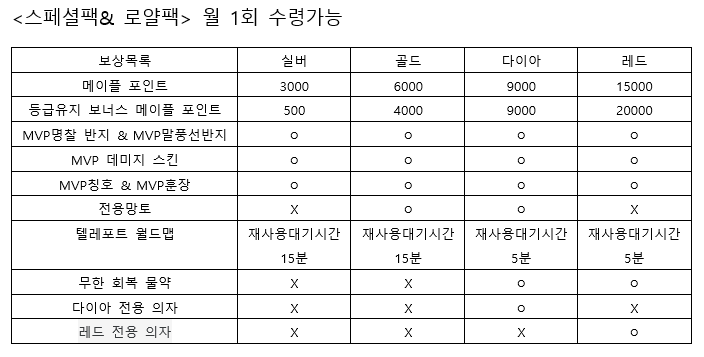 <스페셜팩& 로얄팩> 월 1회 수령가능
보상목록 실버 골드 다이아 레드
메이플 포인트 3000 6000 9000 15000
등급유지 보너스 메이플 포인트 500 4000 9000 20000
MVP명찰 반지 & MVP말풍선반지 ㅇ ㅇ ㅇ ㅇ
MVP 데미지 스킨 ㅇ ㅇ ㅇ ㅇ
MVP칭호 & MVP훈장 ㅇ ㅇ ㅇ ㅇ
전용망토 X ㅇ ㅇ X
텔레포트 월드맵 재사용대기시간 재사용대기시간 재사용대기시간 재사용대기시간
15분 15분 5분 5분
무한 회복 물약 X X ㅇ ㅇ
다이아 전용 의자 X X ㅇ X
레드 전용 의자 X X X ㅇ